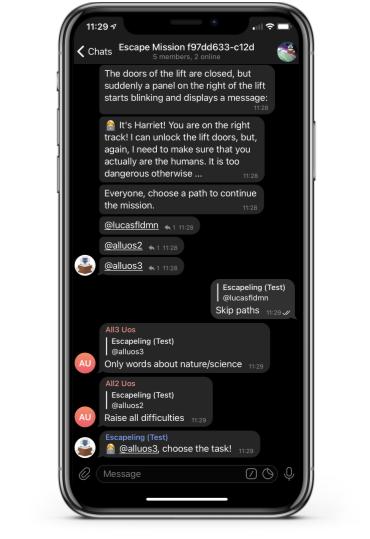 11:29
Chats
Escape Mission f97dd633-c12d
5 members, 2 online
The doors of the lift are closed, but
suddenly a panel on the right of the lift
starts blinking and displays a message:
11:28
It's Harriet! You are on the right
track! I can unlock the lift doors, but,
again, I need to make sure that you
actually are the humans. It is too
dangerous otherwise ...
11:28
Everyone, choose a path to continue
the mission.
11:28
@lucasfldmn 1 11:28
@alluos2 1 11:28
@alluos3 1 11:28
Escapeling (Test)
@lucasfldmn
Skip paths 11:29
All3 Uos
Escapeling (Test)
@alluos3
AU
Only words about nature/science 11:29
All2 Uos
Escapeling (Test)
@alluos2
AU
Raise all difficulties 11:29
Escapeling (Test)
@alluos3, choose the task! 11:29
Message